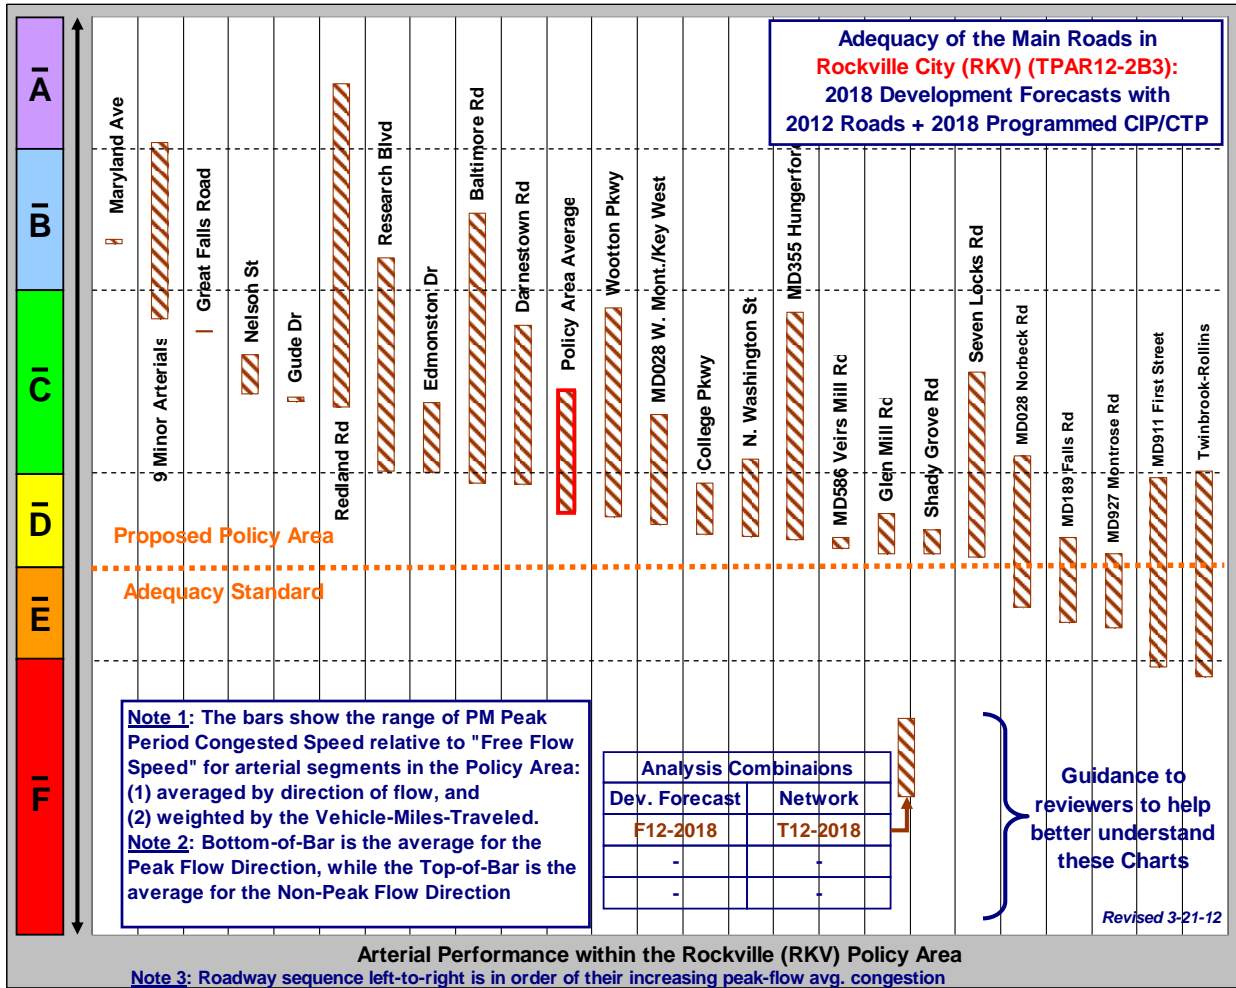 Adequacy of the Main Roads in
Rockville City (RKV) (TPAR12-2B3):
2018 Development Forecasts with
2012 Roads + 2018 Programmed CIP/CTP
A
B
C
D
E
F
Maryland Ave
9 Minor Arterials
Great Falls Road
Nelson St
Gude Dr
Redland Rd
Research Blvd
Edmonston Dr
Baltimore Rd
Darnestown Rd
Policy Area Average
Wootton Pkwy
MD028 W. Mont./Key West
College Pkwy
N. Washington St
MD355 Hungerford
MD586 Veirs Mill Rd
Glen Mill Rd
Shady Grove Rd
Seven Locks Rd
MD028 Norbeck Rd
MD189 Falls Rd
MD927 Montrose Rd
MD911 First Street
Twinbrook-Rollins
Proposed Policy Area
Adequacy Standard
Note 1: The bars show the range of PM Peak
Period Congested Speed relative to "Free Flow
Speed" for arterial segments in the Policy Area:
(1) averaged by direction of flow, and
(2) weighted by the Vehicle-Miles-Traveled.
Note 2: Bottom-of-Bar is the average for the
Peak Flow Direction, while the Top-of-Bar is the
average for the Non-Peak Flow Direction
Analysis Combinaions
Dev. Forecast Network
F12-2018 T12-2018
- -
- -
Guidance to
reviewers to help
better understand
these Charts
Revised 3-21-12
Arterial Performance within the Rockville (RKV) Policy Area
Note 3: Roadway sequence left-to-right is in order of their increasing peak-flow avg. congestion